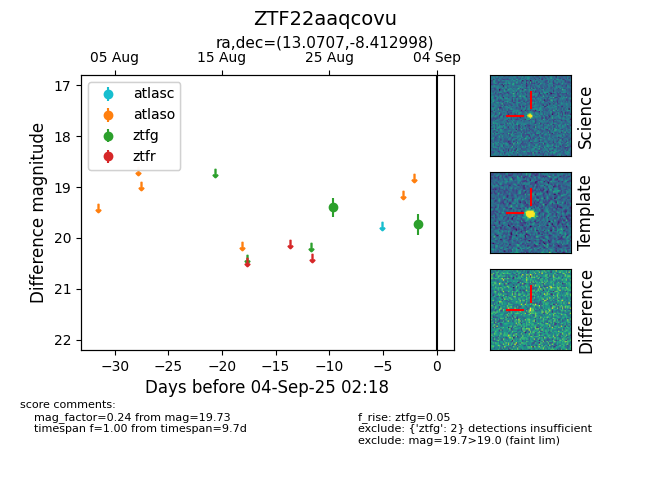 ZTF22aaqcovu
ra,dec=(13.0707,-8.412998)
05 Aug
15 Aug
25 Aug
04 Sep
17
18
19
20
21
22
Difference magnitude
atlasc
atlaso
ztfg
ztfr
−30
−25
−20
−15
−10
−5
0
Days before 04-Sep-25 02:18
Science
Template
Difference
score comments:
mag_factor=0.24 from mag=19.73
timespan f=1.00 from timespan=9.7d
f_rise: ztfg=0.05
exclude: {'ztfg': 2} detections insufficient
exclude: mag=19.7>19.0 (faint lim)